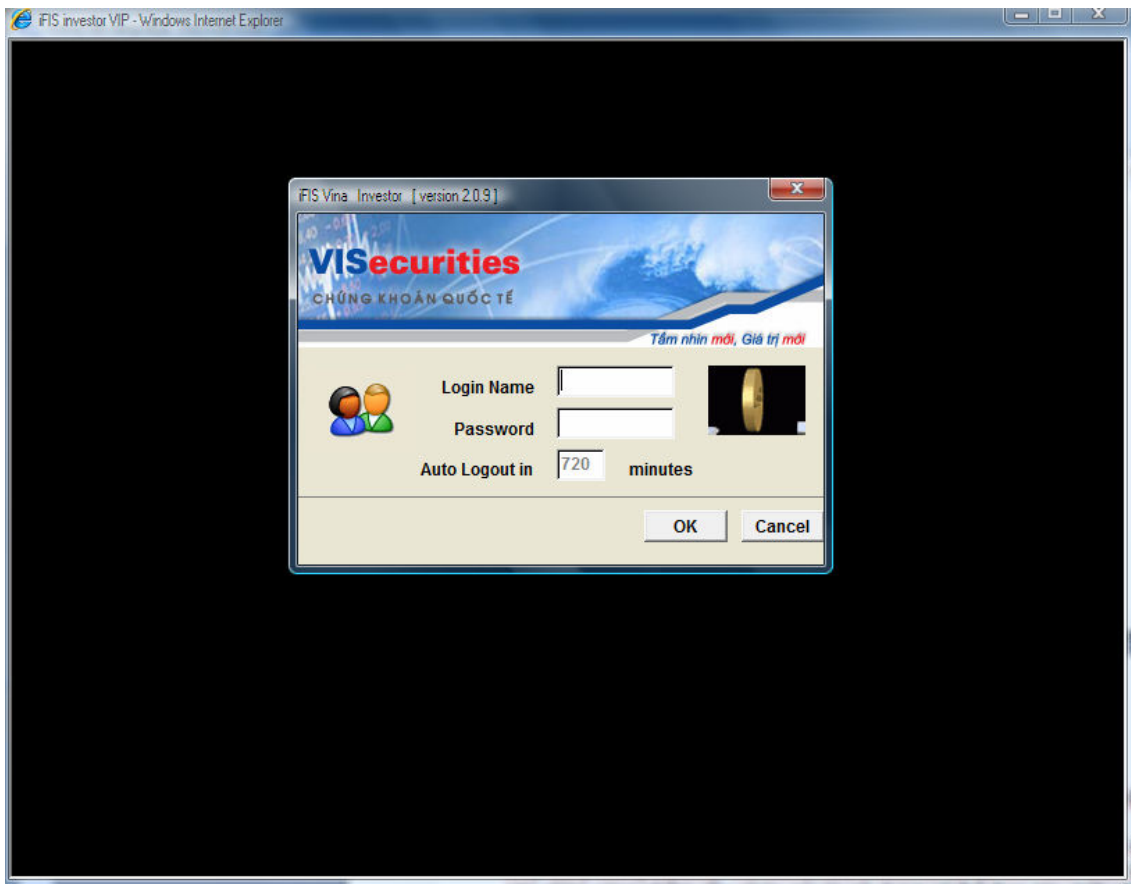 iFIS investor VIP - Windows Internet Explorer
iFIS Vina Investor [ version 2.0.9 ]
VISecurities
CHỨNG KHOÁN QUỐC TẾ
Tầm nhìn mới, Giá trị mới
Login Name
Password
Auto Logout in 720 minutes
OK Cancel